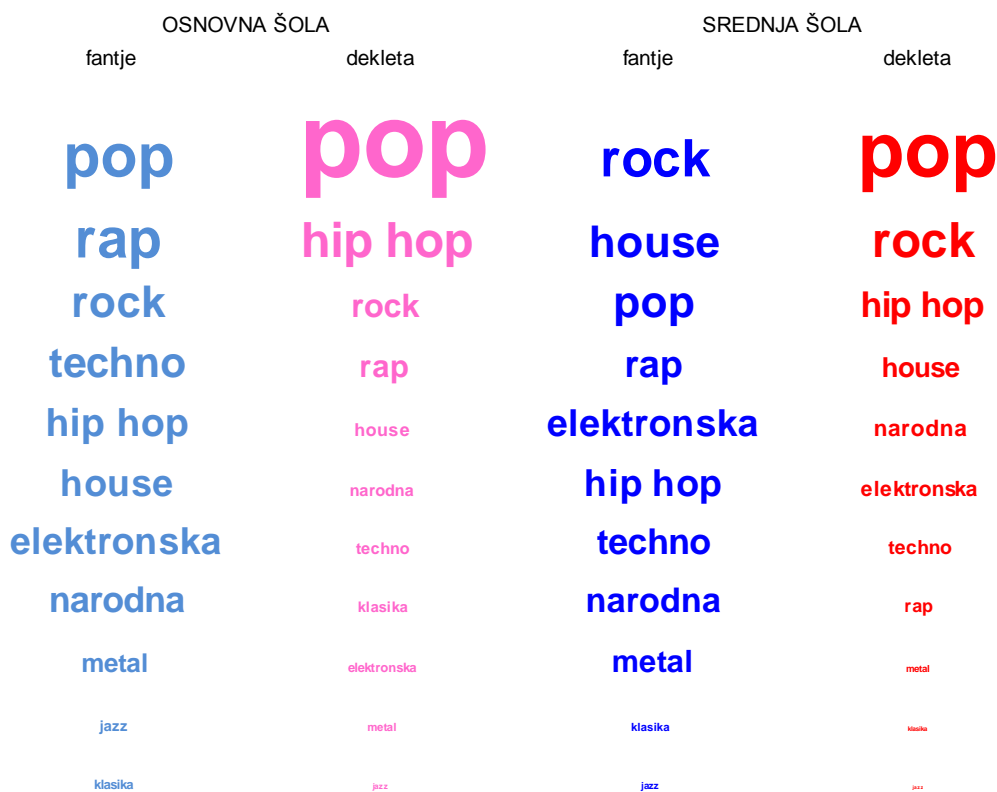 OSNOVNA ŠOLA SREDNJA ŠOLA
fantje dekleta fantje dekleta
pop pop rock pop
rap hip hop house rock
rock rock pop hip hop
techno rap rap house
hip hop house elektronska narodna
house narodna hip hop elektronska
elektronska techno techno techno
narodna klasika narodna rap
metal elektronska metal metal
jazz metal klasika klasika
klasika jazz jazz jazz